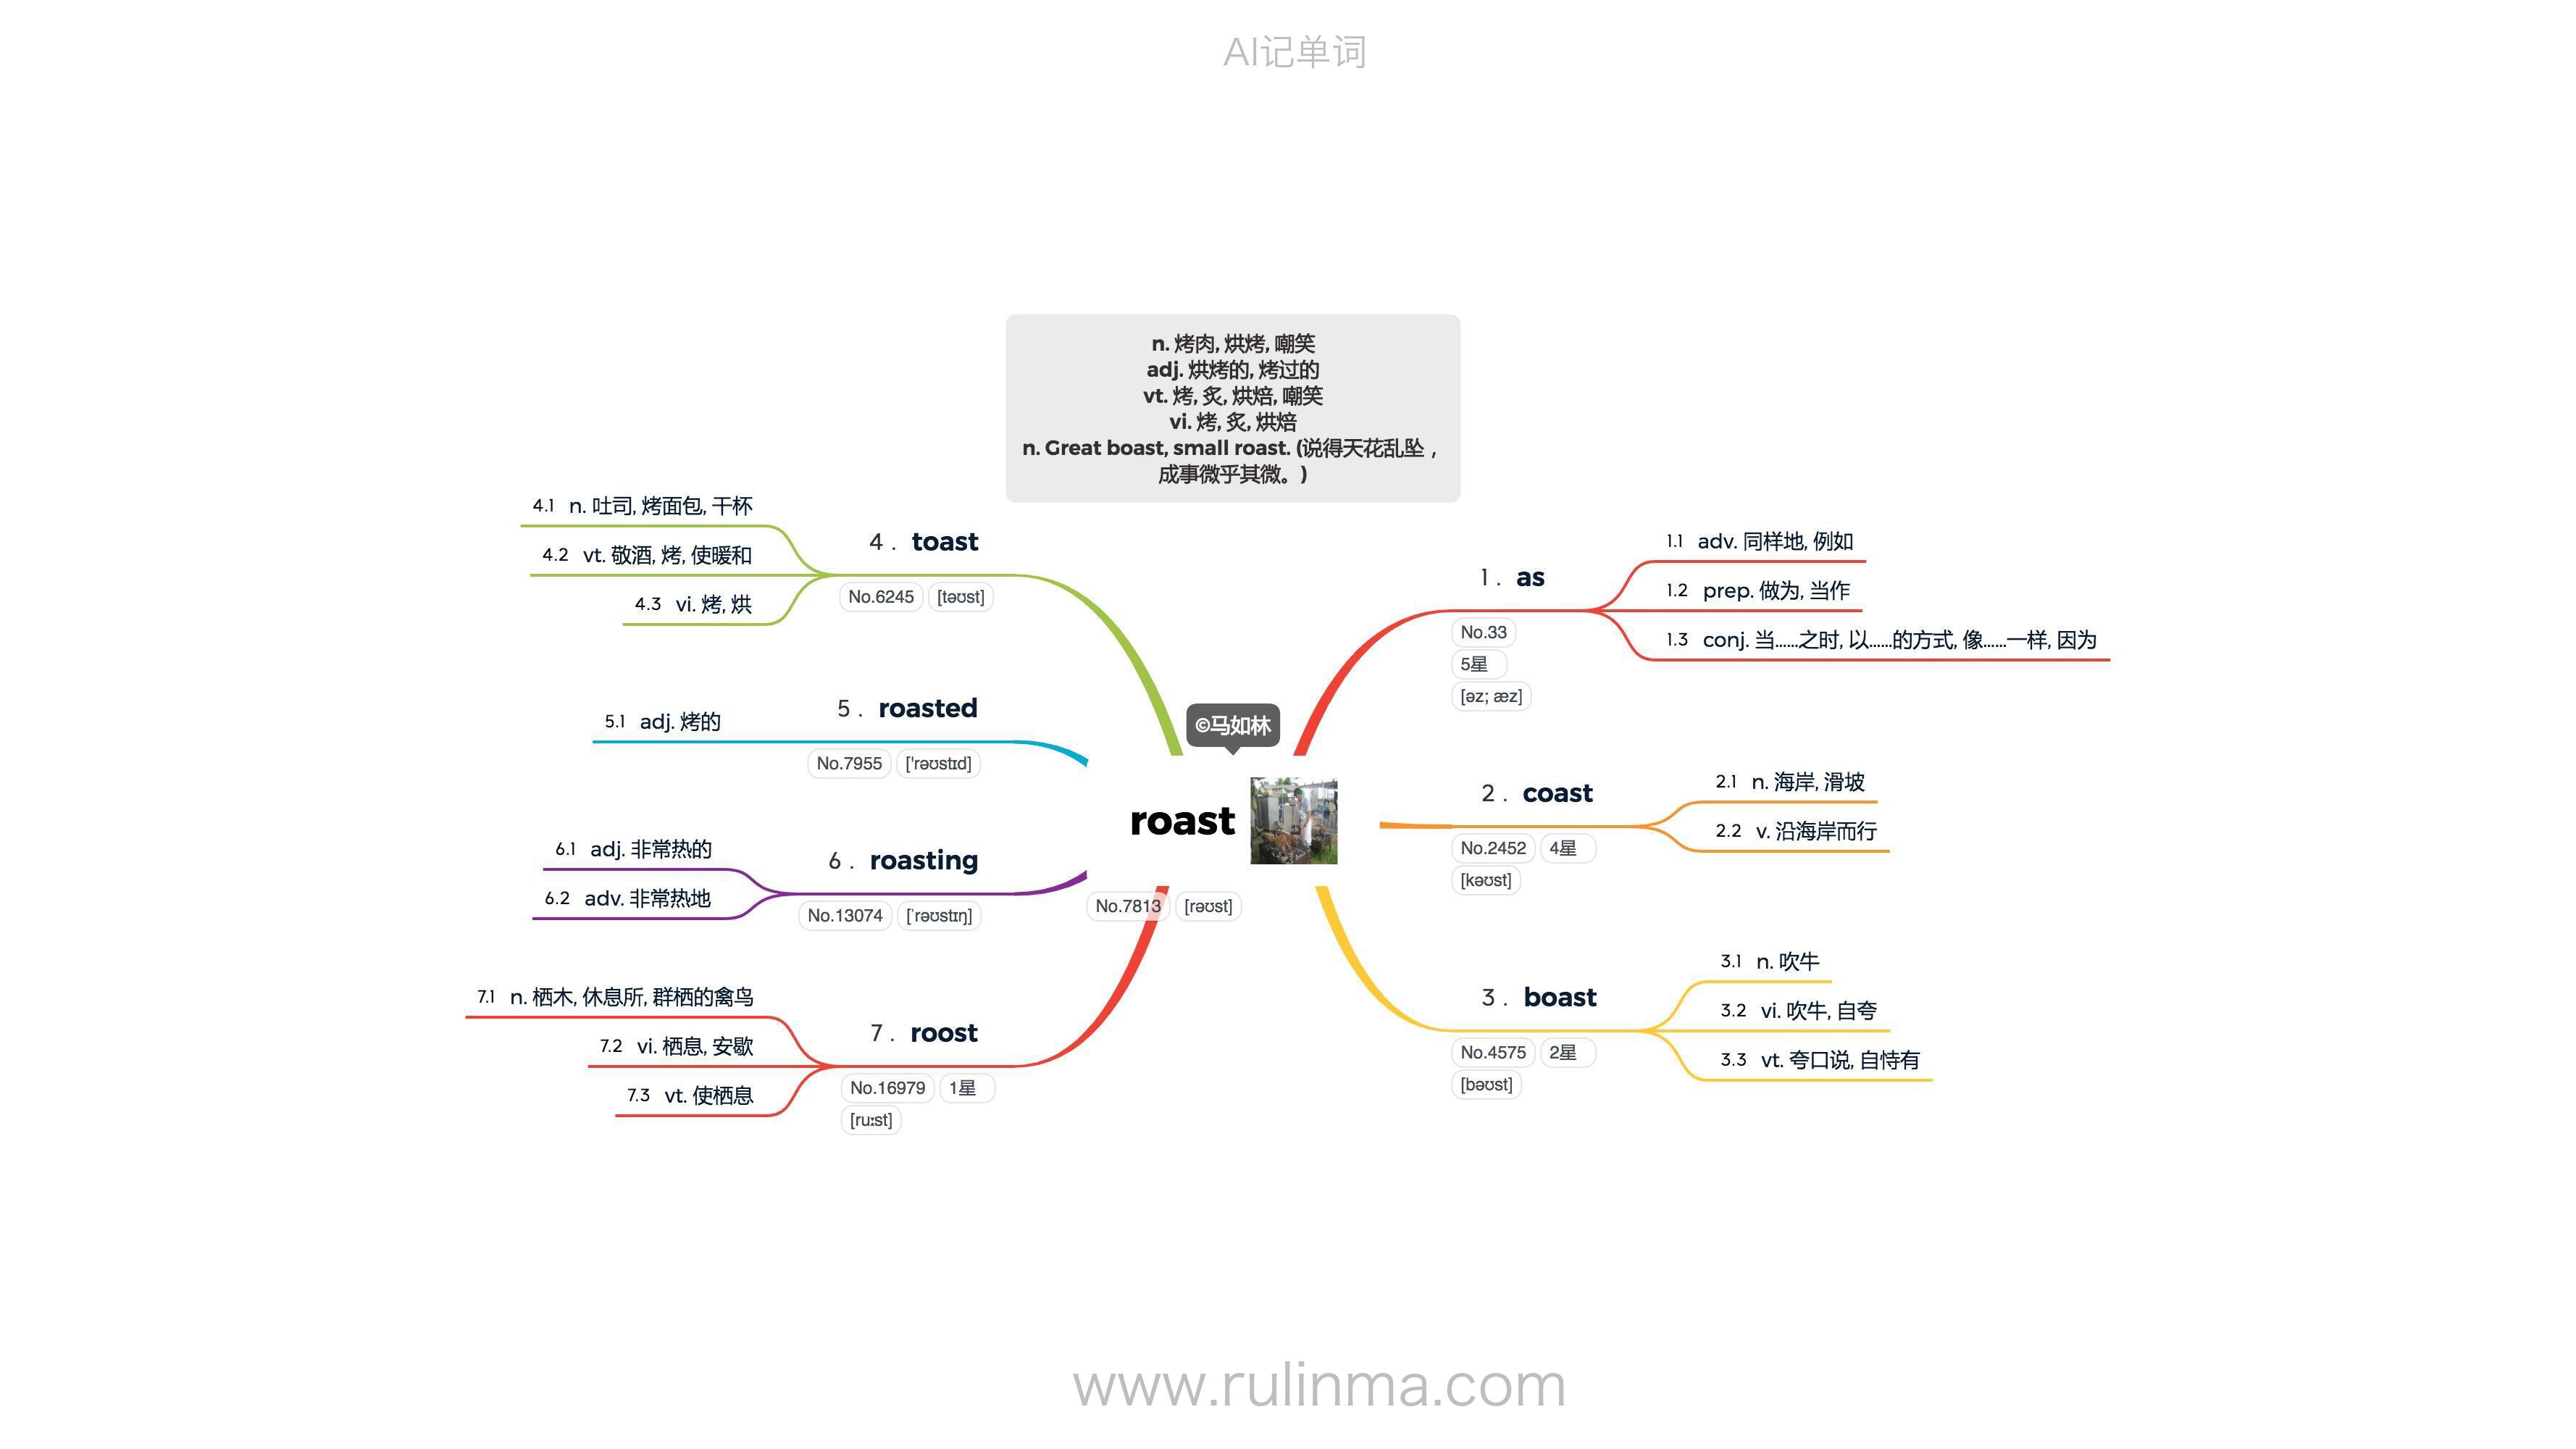 AI记单词
n. 烤肉, 烘烤, 嘲笑
adj. 烘烤的, 烤过的
vt. 烤, 炙, 烘焙, 嘲笑
vi. 烤, 炙, 烘焙
n. Great boast, small roast. (说得天花乱坠，
成事微乎其微。)
©马如林
roast
No.7813 [rəʊst]
1. as
No.33
5星
[əz; æz]
1.1 adv. 同样地, 例如
1.2 prep. 做为, 当作
1.3 conj. 当......之时, 以......的方式, 像......一样, 因为
2. coast
No.2452 4星
[kəʊst]
2.1 n. 海岸, 滑坡
2.2 v. 沿海岸而行
3. boast
No.4575 2星
[bəʊst]
3.1 n. 吹牛
3.2 vi. 吹牛, 自夸
3.3 vt. 夸口说, 自恃有
4. toast
No.6245 [təʊst]
4.1 n. 吐司, 烤面包, 干杯
4.2 vt. 敬酒, 烤, 使暖和
4.3 vi. 烤, 烘
5. roasted
No.7955 ['rəʊstɪd]
5.1 adj. 烤的
6. roasting
No.13074 [ˈrəʊstɪŋ]
6.1 adj. 非常热的
6.2 adv. 非常热地
7. roost
No.16979 1星
[ruːst]
7.1 n. 栖木, 休息所, 群栖的禽鸟
7.2 vi. 栖息, 安歇
7.3 vt. 使栖息
www.rulinma.com